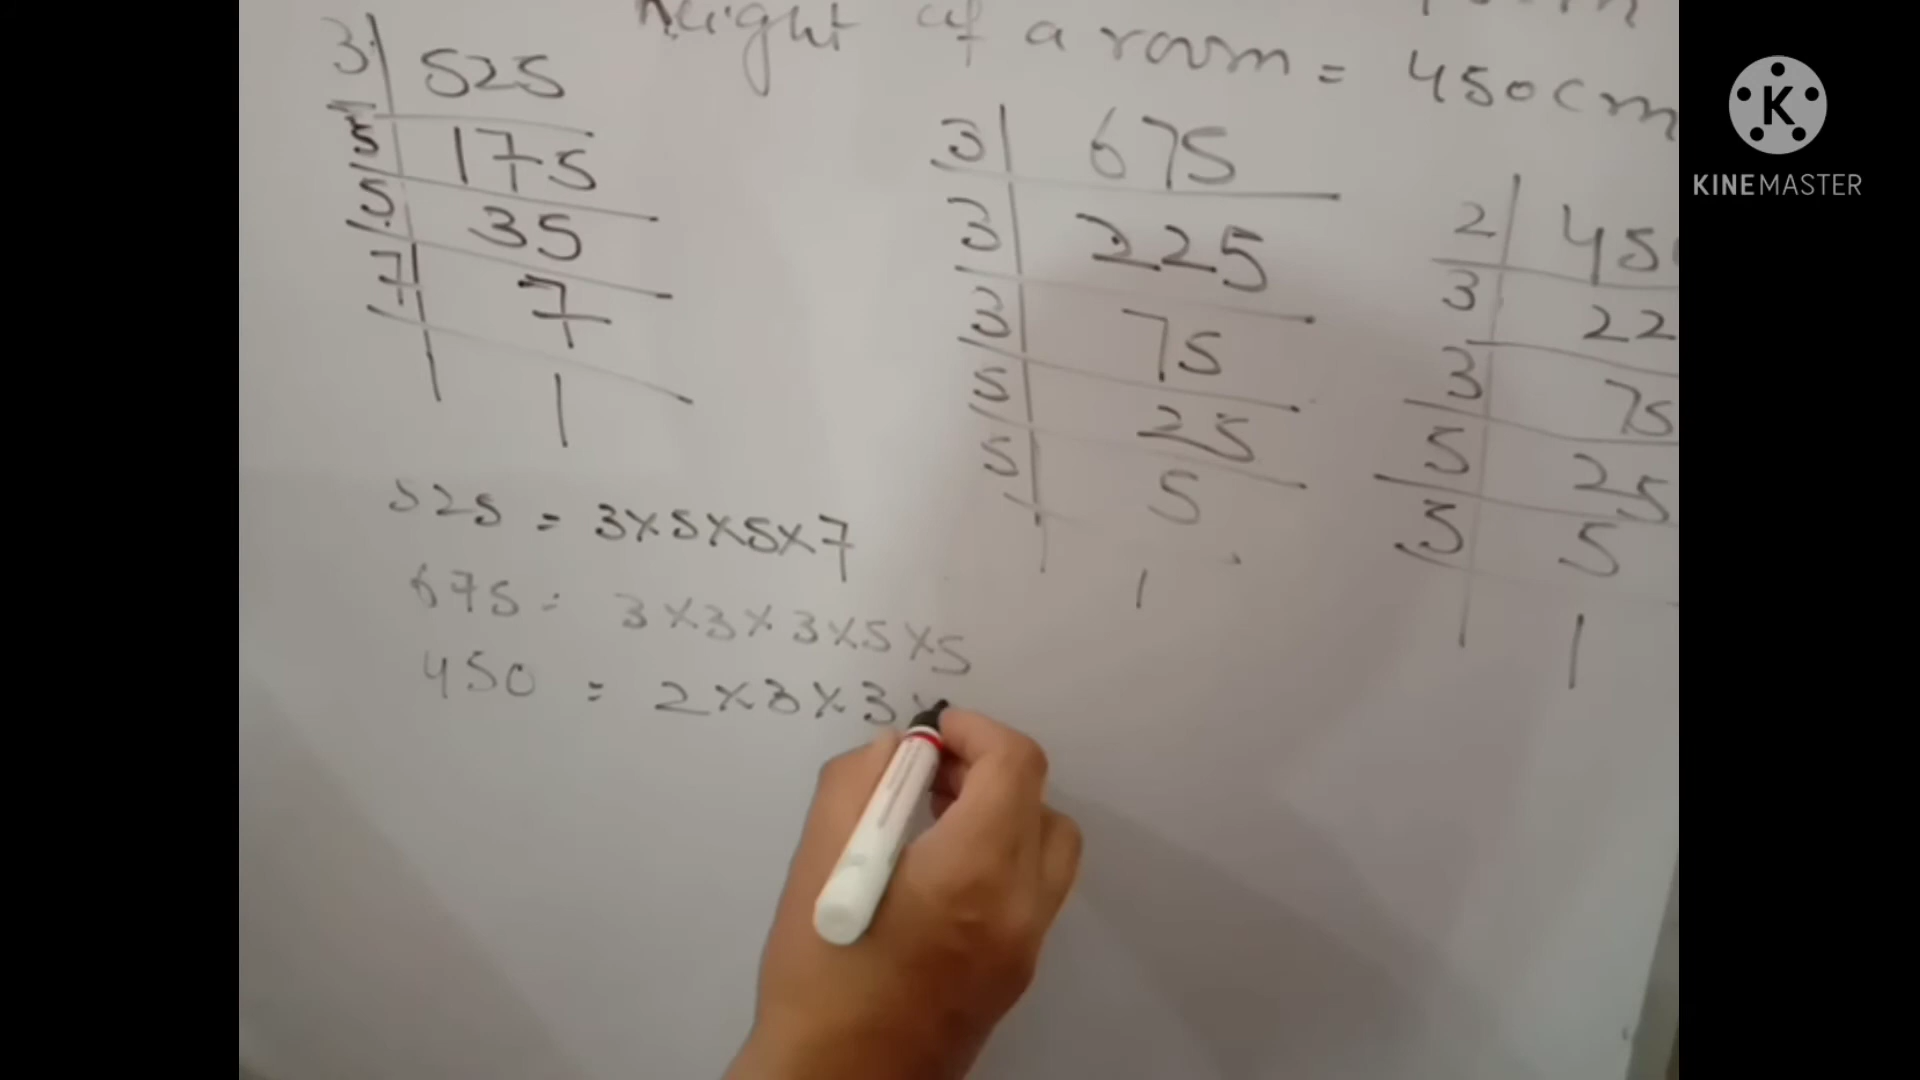 height of a room = 450cm
3 525
5 175
5 35
7 7
1
3 675
3 225
3 75
5 25
5 5
1
2 45
3 22
3 75
5 25
5 5
1
525 = 3×5×5×7
675 = 3×3×3×5×5
450 = 2×3×3×
K
KINEMASTER